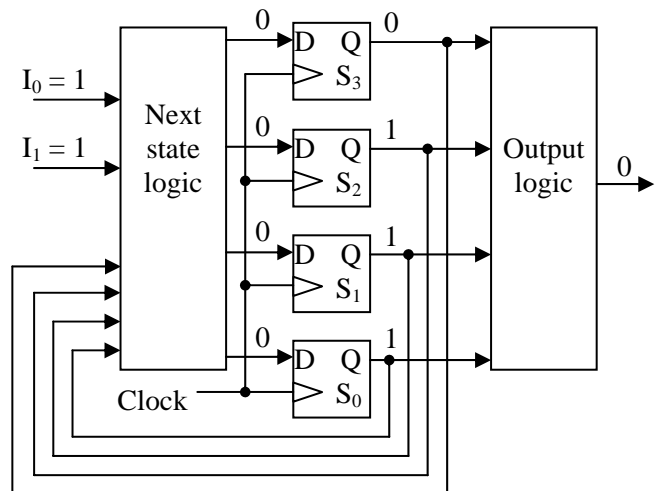 0
0
D Q
S₃
I₀ = 1
Next
state
logic
0
1
D Q
S₂
Output
logic
0
I₁ = 1
0
1
D Q
S₁
0
1
D Q
S₀
Clock